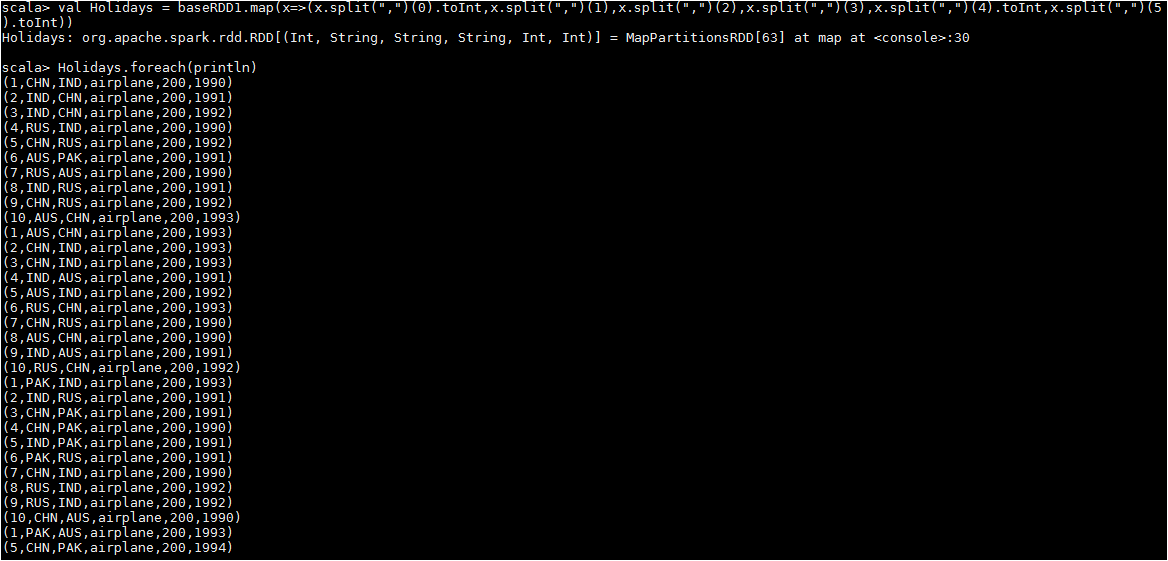 scala> val Holidays = baseRDD1.map(x=>(x.split(",")(0).toInt,x.split(",")(1),x.split(",")(2),x.split(",")(3),x.split(",")(4).toInt,x.split(",")(5
).toInt))
Holidays: org.apache.spark.rdd.RDD[(Int, String, String, String, Int, Int)] = MapPartitionsRDD[63] at map at <console>:30
scala> Holidays.foreach(println)
(1,CHN,IND,airplane,200,1990)
(2,IND,CHN,airplane,200,1991)
(3,IND,CHN,airplane,200,1992)
(4,RUS,IND,airplane,200,1990)
(5,CHN,RUS,airplane,200,1992)
(6,AUS,PAK,airplane,200,1991)
(7,RUS,AUS,airplane,200,1990)
(8,IND,RUS,airplane,200,1991)
(9,CHN,RUS,airplane,200,1992)
(10,AUS,CHN,airplane,200,1993)
(1,AUS,CHN,airplane,200,1993)
(2,CHN,IND,airplane,200,1993)
(3,CHN,IND,airplane,200,1993)
(4,IND,AUS,airplane,200,1991)
(5,AUS,IND,airplane,200,1992)
(6,RUS,CHN,airplane,200,1993)
(7,CHN,RUS,airplane,200,1990)
(8,AUS,CHN,airplane,200,1990)
(9,IND,AUS,airplane,200,1991)
(10,RUS,CHN,airplane,200,1992)
(1,PAK,IND,airplane,200,1993)
(2,IND,RUS,airplane,200,1991)
(3,CHN,PAK,airplane,200,1991)
(4,CHN,PAK,airplane,200,1990)
(5,IND,PAK,airplane,200,1991)
(6,PAK,RUS,airplane,200,1991)
(7,CHN,IND,airplane,200,1990)
(8,RUS,IND,airplane,200,1992)
(9,RUS,IND,airplane,200,1992)
(10,CHN,AUS,airplane,200,1990)
(1,PAK,AUS,airplane,200,1993)
(5,CHN,PAK,airplane,200,1994)